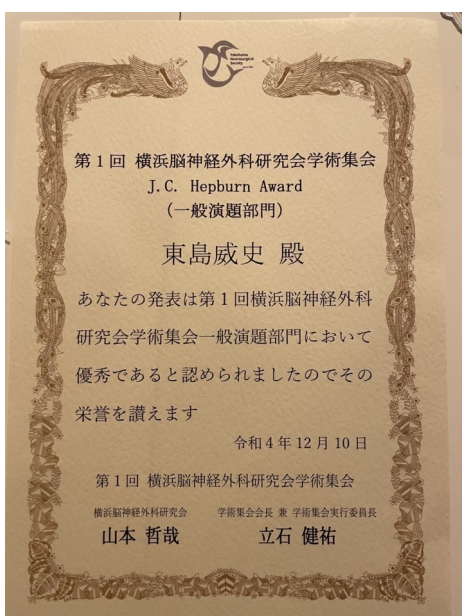 Yokohama
Neurosurgical
Society
第1回 横浜脳神経外科研究会学術集会
J.C. Hepburn Award
(一般演題部門)
東島威史 殿
あなたの発表は第1回横浜脳神経外科
研究会学術集会一般演題部門において
優秀であると認められましたのでその
栄誉を讃えます
令和4年12月10日
第1回 横浜脳神経外科研究会学術集会
横浜脳神経外科研究会 学術集会会長 兼 学術集会実行委員長
山本 哲哉 立石 健祐